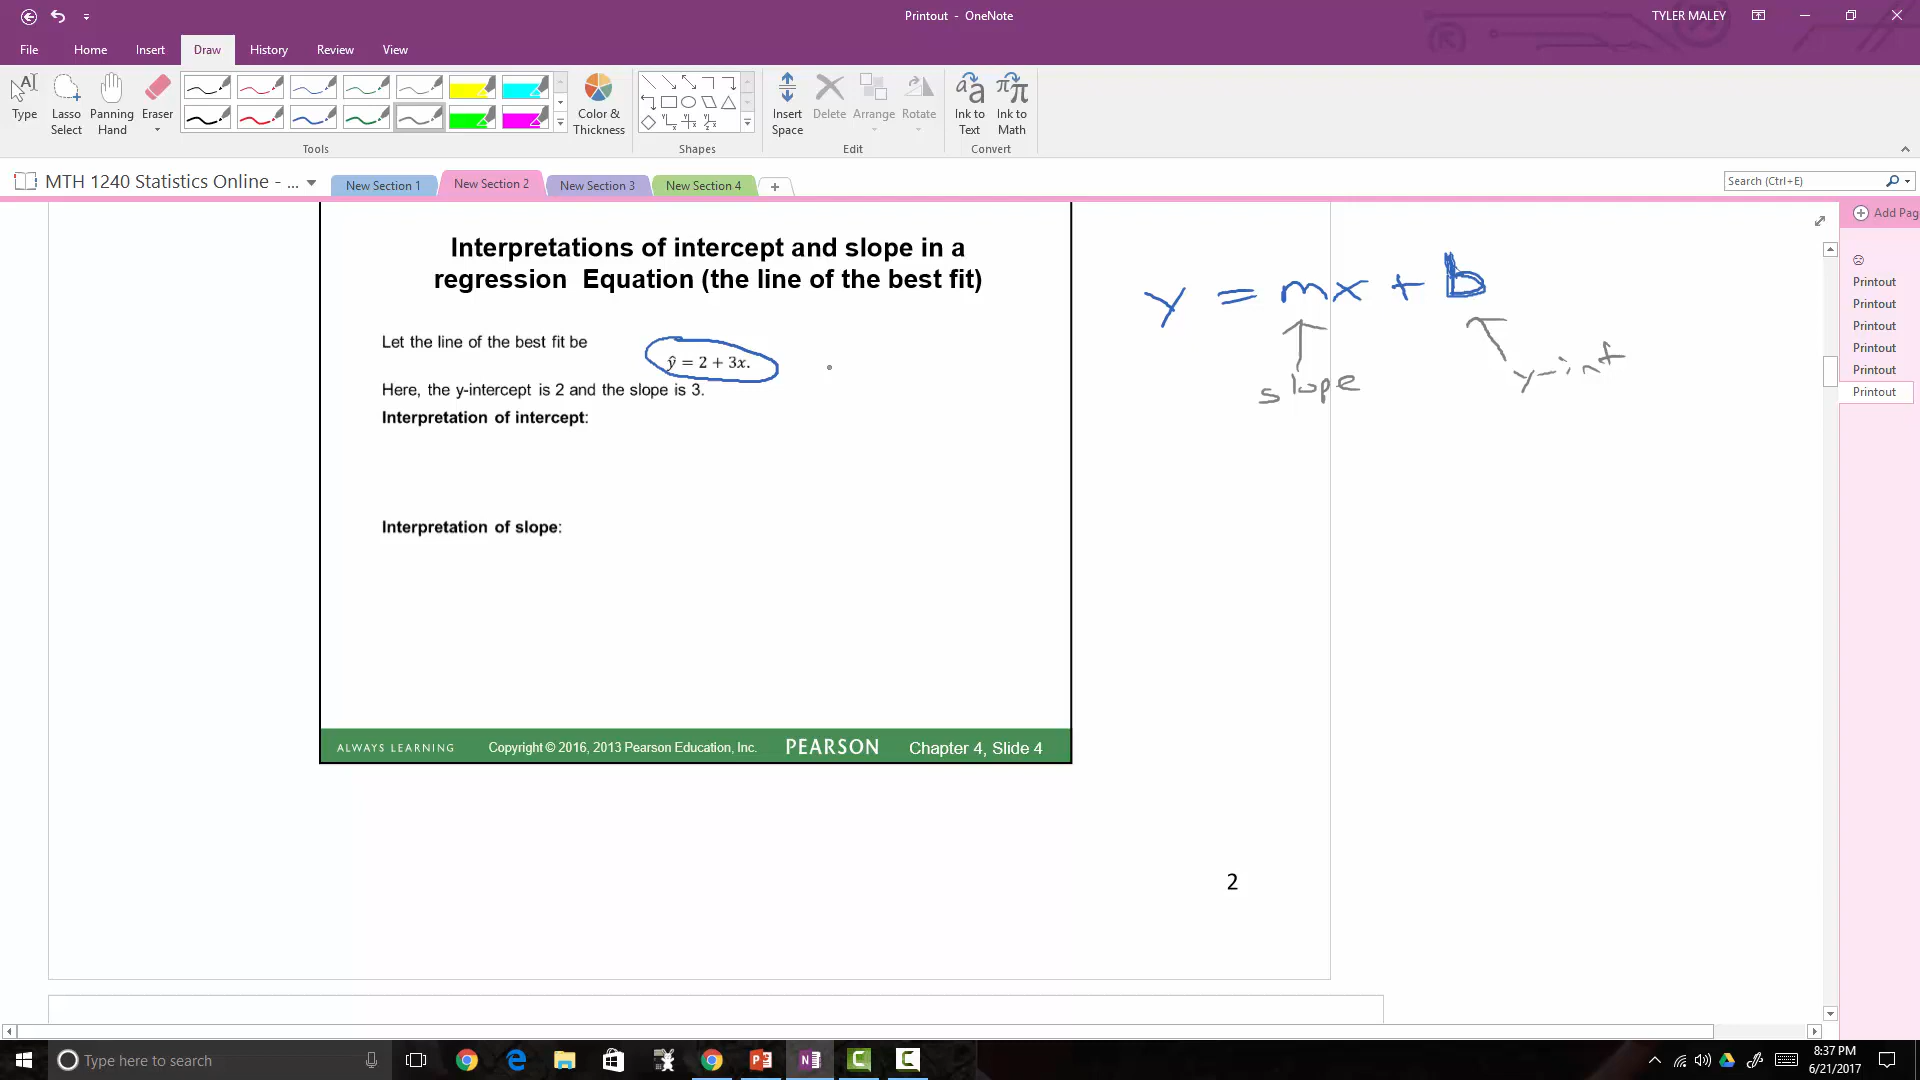 Printout - OneNote
TYLER MALEY
File
Home
Insert
Draw
History
Review
View
Type
Lasso
Select
Panning
Hand
Eraser
Color &
Thickness
Insert
Space
Delete
Arrange
Rotate
Ink to
Text
Ink to
Math
Tools
Shapes
Edit
Convert
MTH 1240 Statistics Online - ...
New Section 1
New Section 2
New Section 3
New Section 4
Search (Ctrl+E)
Add Pag
Printout
Printout
Printout
Printout
Printout
Printout
Interpretations of intercept and slope in a
regression Equation (the line of the best fit)
Let the line of the best fit be
ŷ = 2 + 3x.
Here, the y-intercept is 2 and the slope is 3.
Interpretation of intercept:
Interpretation of slope:
y = mx + b
slope
y-int
ALWAYS LEARNING
Copyright © 2016, 2013 Pearson Education, Inc.
PEARSON
Chapter 4, Slide 4
2
Type here to search
8:37 PM
6/21/2017